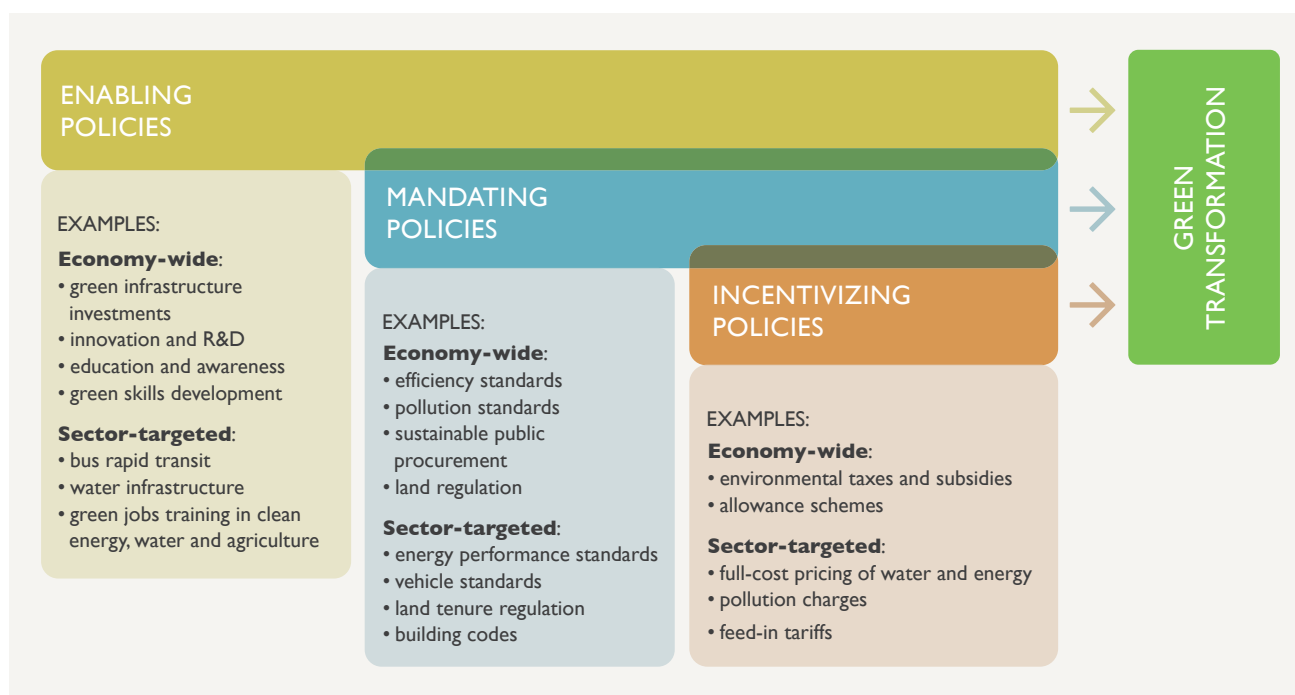 ENABLING
POLICIES
EXAMPLES:
Economy-wide:
• green infrastructure
investments
• innovation and R&D
• education and awareness
• green skills development
Sector-targeted:
• bus rapid transit
• water infrastructure
• green jobs training in clean
energy, water and agriculture
MANDATING
POLICIES
EXAMPLES:
Economy-wide:
• efficiency standards
• pollution standards
• sustainable public
procurement
• land regulation
Sector-targeted:
• energy performance standards
• vehicle standards
• land tenure regulation
• building codes
INCENTIVIZING
POLICIES
EXAMPLES:
Economy-wide:
• environmental taxes and subsidies
• allowance schemes
Sector-targeted:
• full-cost pricing of water and energy
• pollution charges
• feed-in tariffs
GREEN
TRANSFORMATION